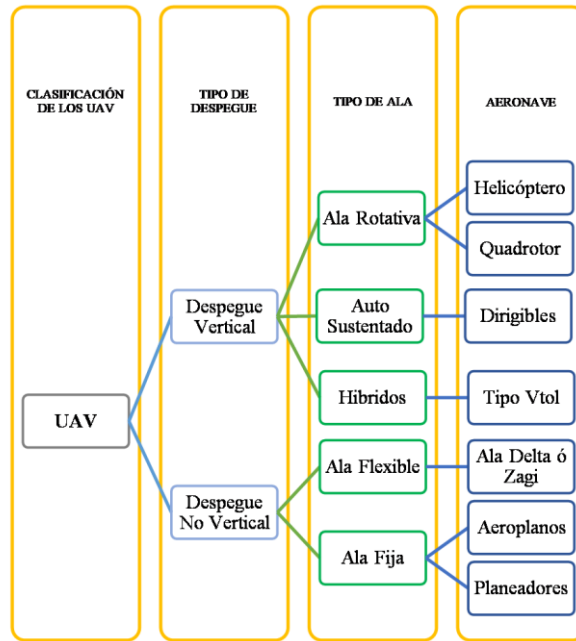 CLASIFICACIÓN
DE LOS UAV
TIPO DE
DESPEGUE
TIPO DE ALA
AERONAVE
UAV
Despegue
Vertical
Despegue
No Vertical
Ala Rotativa
Auto
Sustentado
Hibridos
Ala Flexible
Ala Fija
Helicóptero
Quadrotor
Dirigibles
Tipo Vtol
Ala Delta ó
Zagi
Aeroplanos
Planeadores